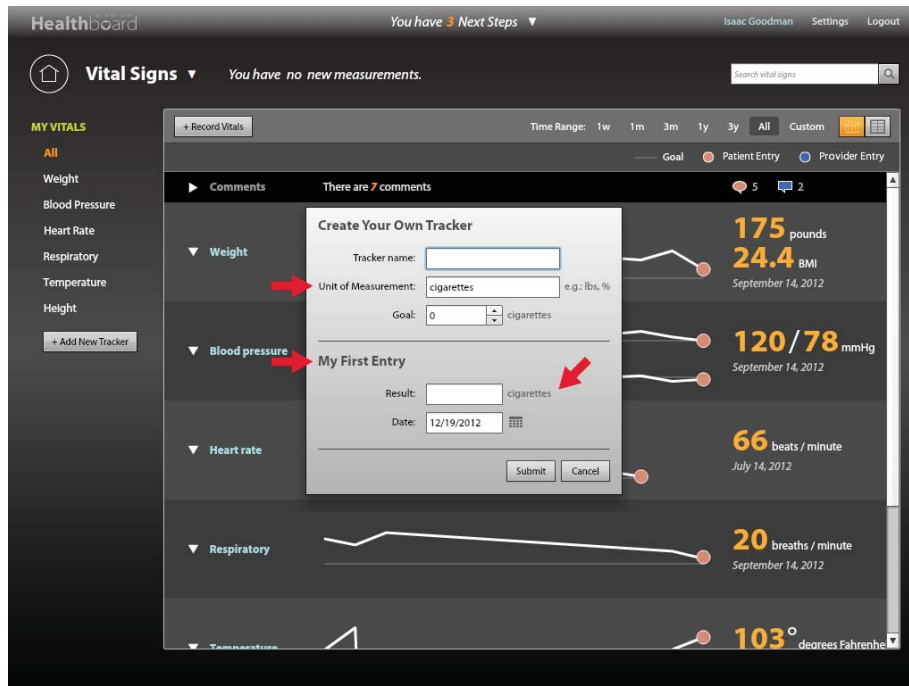 Healthboard
You have 3 Next Steps ▼
Isaac Goodman Settings Logout
Vital Signs ▼
You have no new measurements.
Search vital signs
MY VITALS
All
Weight
Blood Pressure
Heart Rate
Respiratory
Temperature
Height
+ Add New Tracker
+ Record Vitals
Time Range: 1w 1m 3m 1y 3y All Custom
Goal Patient Entry Provider Entry
Comments There are 7 comments 5 2
Weight
175 pounds
24.4 BMI
September 14, 2012
Blood pressure
120/78 mmHg
September 14, 2012
Heart rate
66 beats / minute
July 14, 2012
Respiratory
20 breaths / minute
September 14, 2012
Temperature
103° degrees Fahrenhe
Create Your Own Tracker
Tracker name:
Unit of Measurement: cigarettes e.g.: lbs, %
Goal: 0 cigarettes
My First Entry
Result: cigarettes
Date: 12/19/2012
Submit Cancel